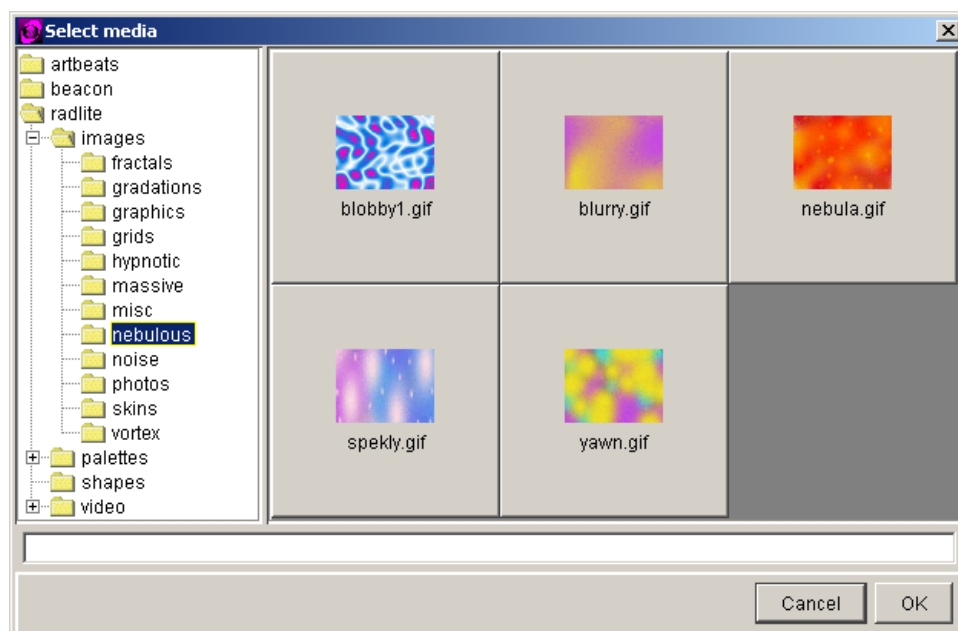 Select media
artbeats
beacon
radlite
images
fractals
gradations
graphics
grids
hypnotic
massive
misc
nebulous
noise
photos
skins
vortex
palettes
shapes
video
blobby1.gif
blurry.gif
nebula.gif
spekly.gif
yawn.gif
Cancel
OK